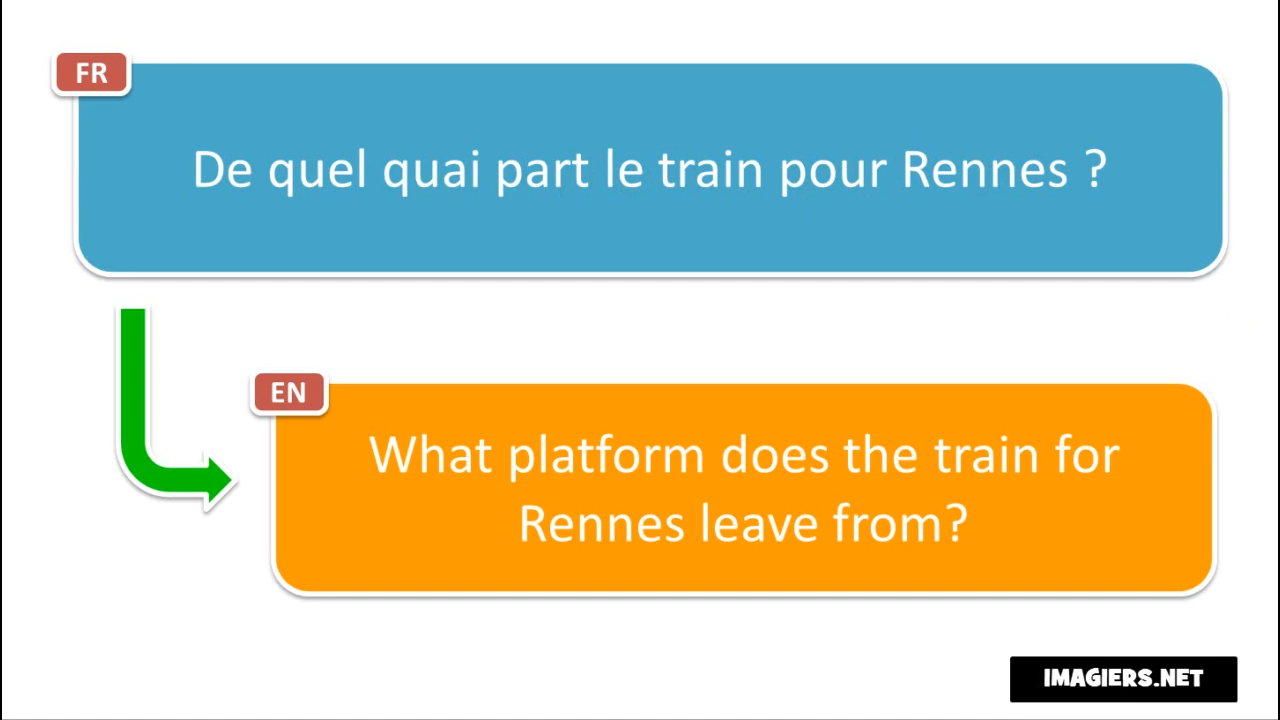 FR
De quel quai part le train pour Rennes ?
EN
What platform does the train for
Rennes leave from?
IMAGIERS.NET